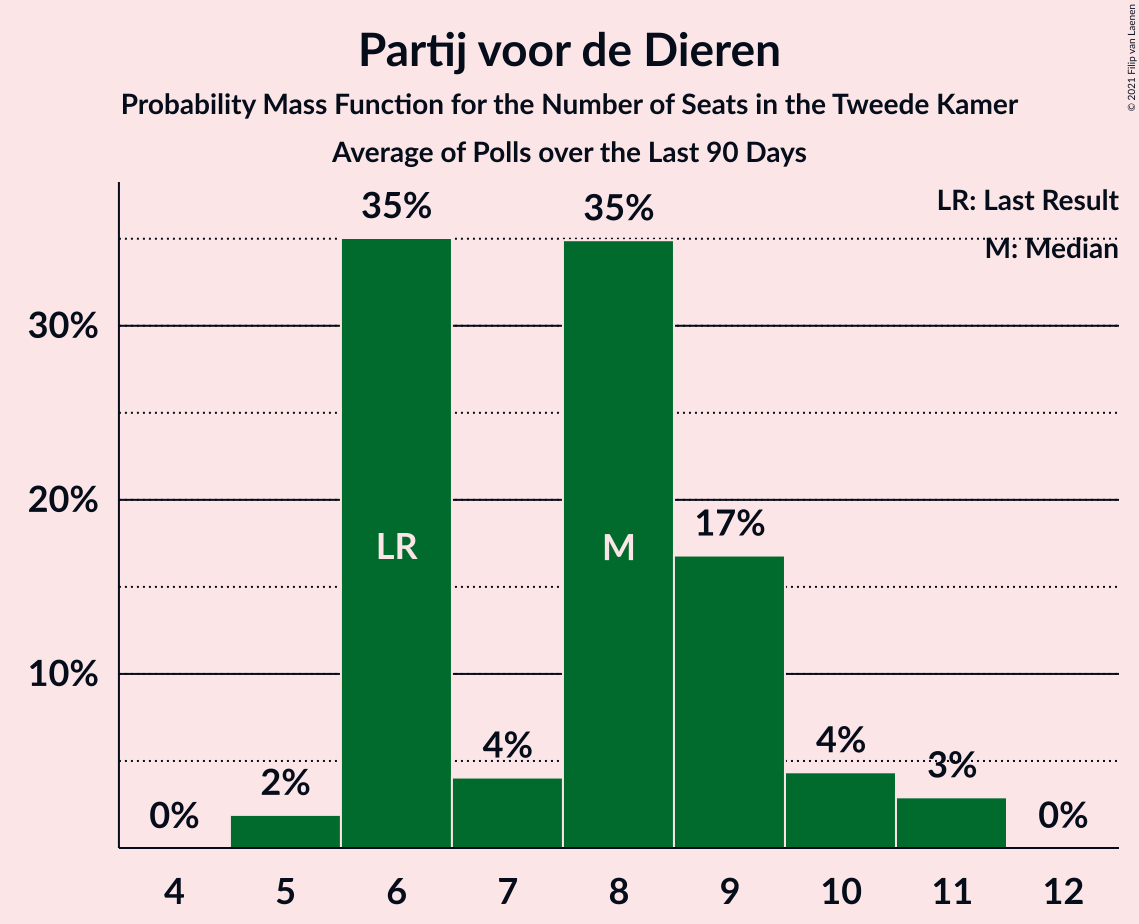 Partij voor de Dieren
Probability Mass Function for the Number of Seats in the Tweede Kamer
Average of Polls over the Last 90 Days
© 2021 Filip van Laenen
LR: Last Result
M: Median
35%
35%
30%
20%
17%
LR
M
10%
4%
4%
3%
2%
0%
0%
4 5 6 7 8 9 10 11 12